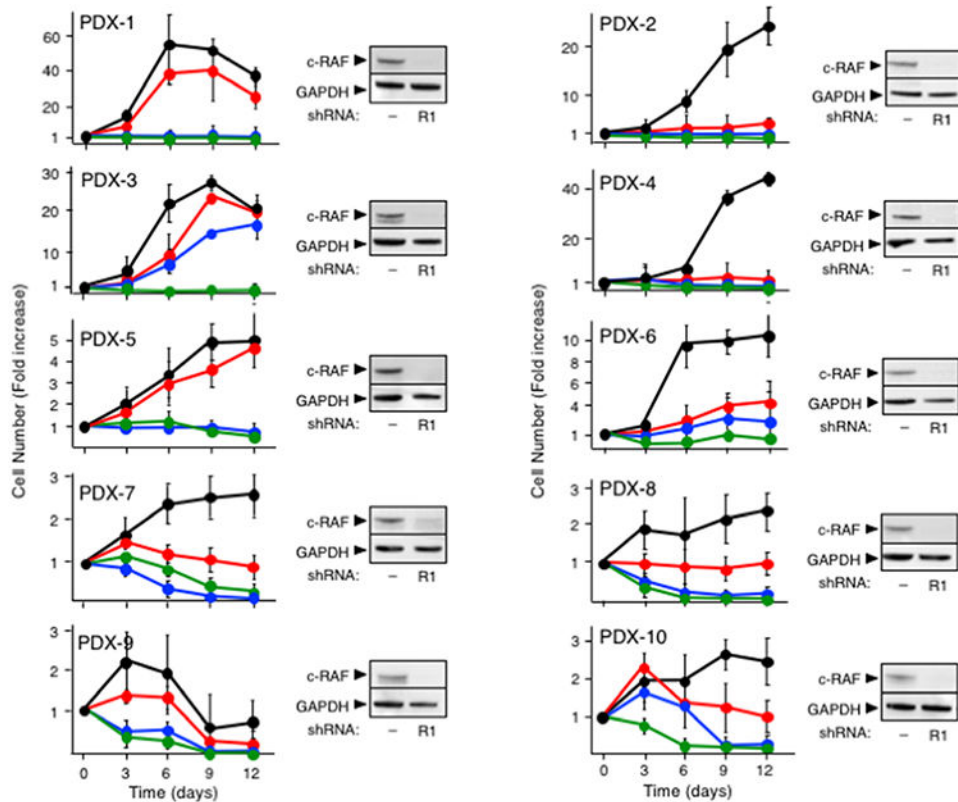 PDX-1
60
40
20
1
c-RAF
GAPDH
shRNA: – R1
PDX-2
20
10
1
c-RAF
GAPDH
shRNA: – R1
PDX-3
30
20
10
1
c-RAF
GAPDH
shRNA: – R1
PDX-4
40
20
1
c-RAF
GAPDH
shRNA: – R1
PDX-5
5
4
3
2
1
c-RAF
GAPDH
shRNA: – R1
PDX-6
10
8
6
4
1
c-RAF
GAPDH
shRNA: – R1
Cell Number (Fold increase)
Cell Number (Fold increase)
PDX-7
3
2
1
c-RAF
GAPDH
shRNA: – R1
PDX-8
3
2
1
c-RAF
GAPDH
shRNA: – R1
PDX-9
3
2
1
0 3 6 9 12
Time (days)
c-RAF
GAPDH
shRNA: – R1
PDX-10
3
2
1
0 3 6 9 12
Time (days)
c-RAF
GAPDH
shRNA: – R1